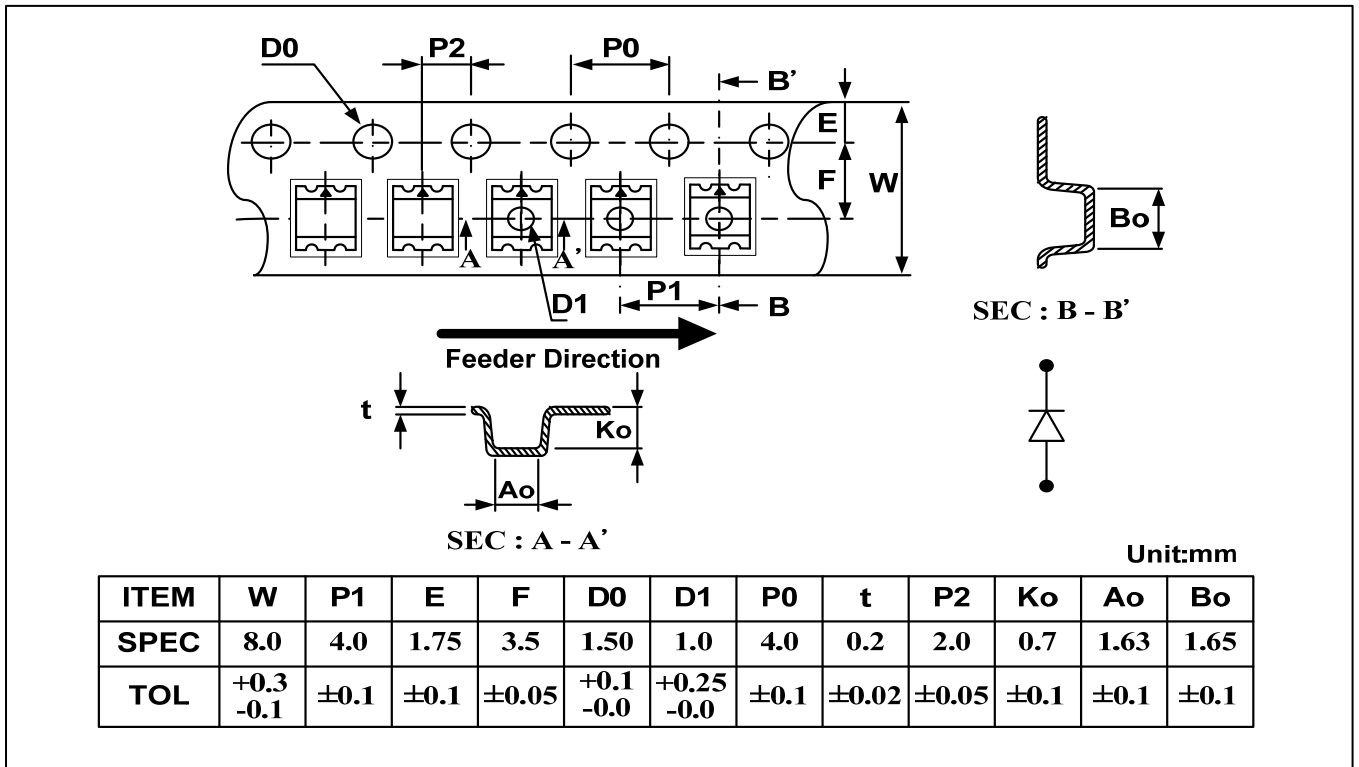 D0 P2 P0 B’
E
F W
A A’
D1 P1 B
Feeder Direction
Bo
SEC : B - B’
t Ko
Ao
SEC : A - A’
Unit:mm
ITEM W P1 E F D0 D1 P0 t P2 Ko Ao Bo
SPEC 8.0 4.0 1.75 3.5 1.50 1.0 4.0 0.2 2.0 0.7 1.63 1.65
TOL +0.3 -0.1 ±0.1 ±0.1 ±0.05 +0.1 -0.0 +0.25 -0.0 ±0.1 ±0.02 ±0.05 ±0.1 ±0.1 ±0.1